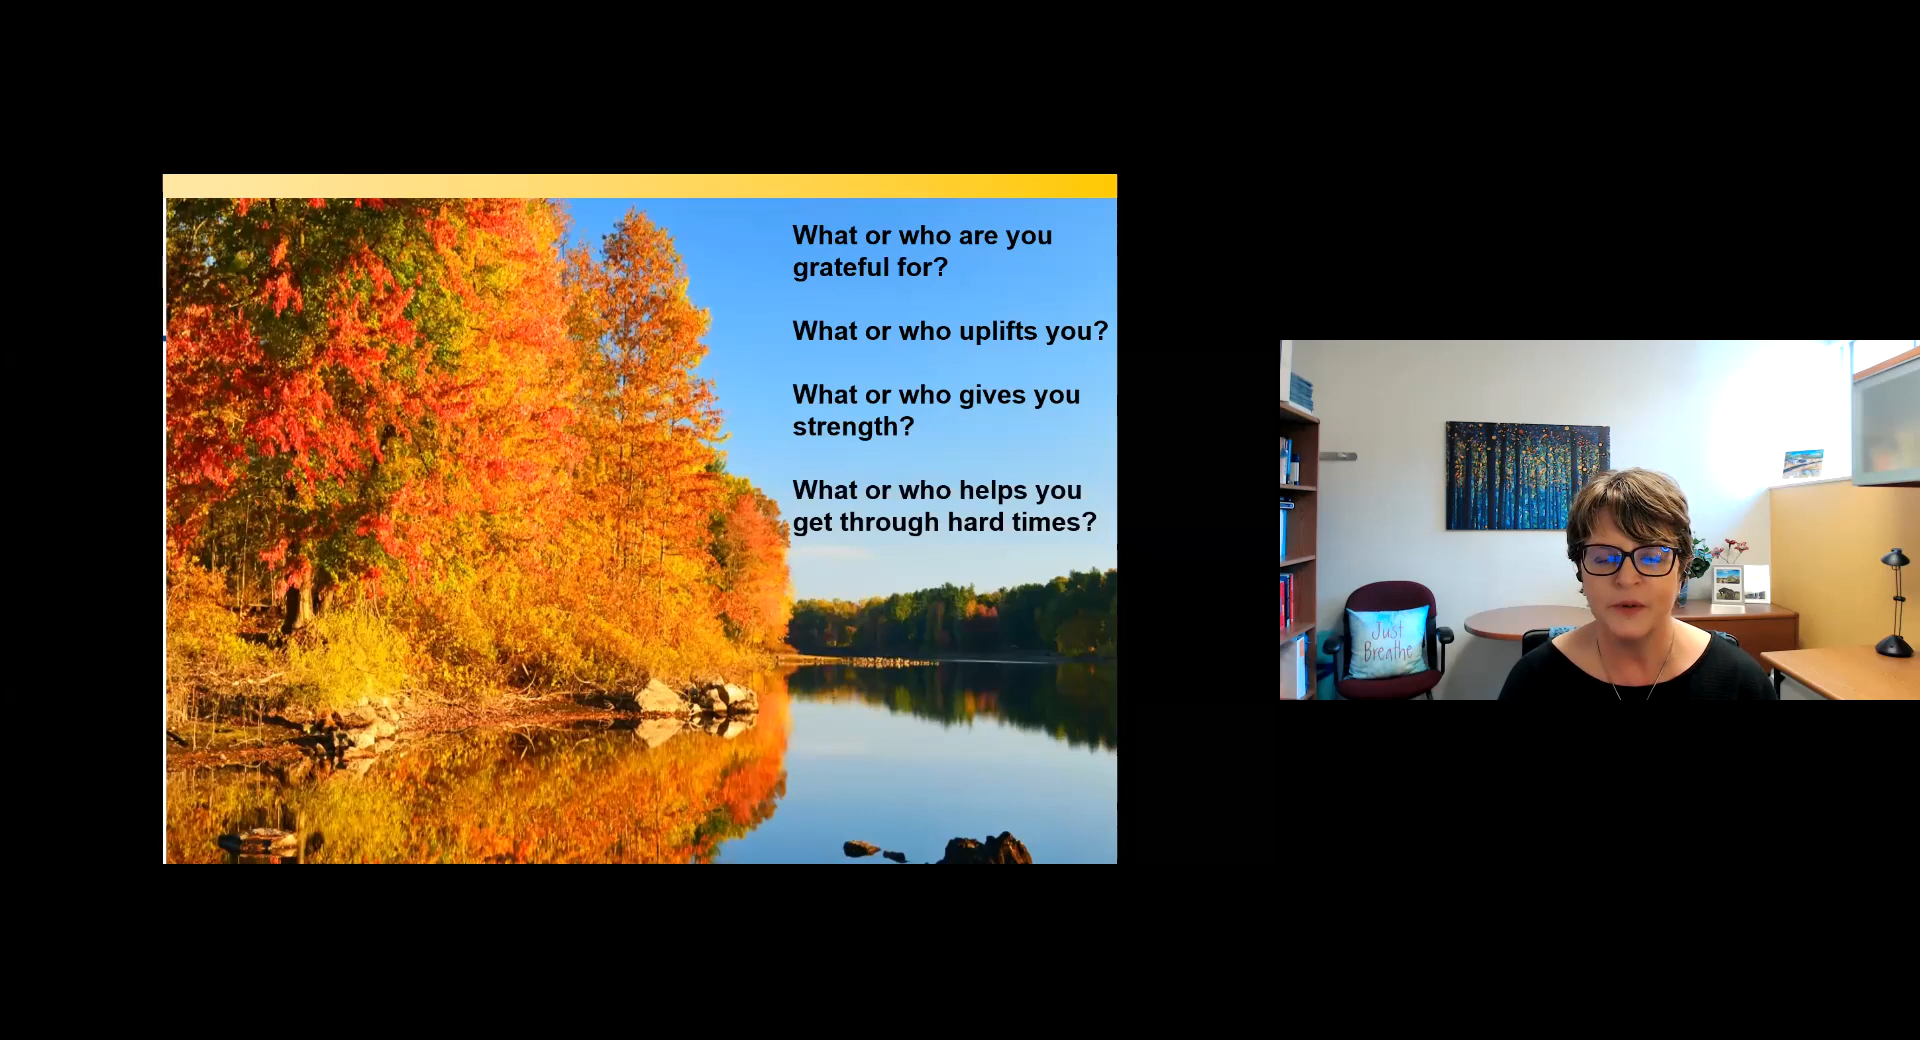 What or who are you
grateful for?
What or who uplifts you?
What or who gives you
strength?
What or who helps you
get through hard times?
Just
Breathe